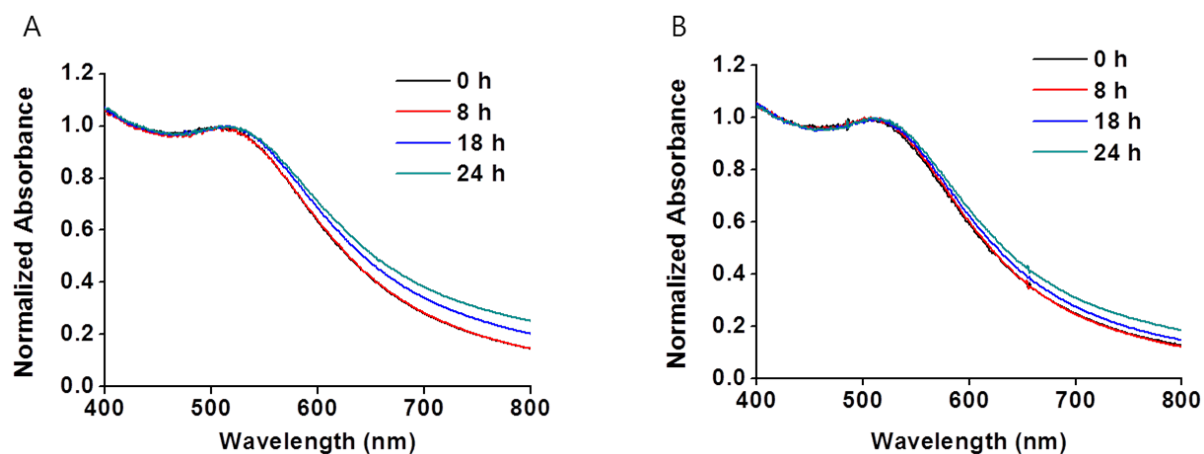 A
Normalized Absorbance
1.2
1.0
0.8
0.6
0.4
0.2
0.0
400 500 600 700 800
Wavelength (nm)
0 h
8 h
18 h
24 h
B
Normalized Absorbance
1.2
1.0
0.8
0.6
0.4
0.2
0.0
400 500 600 700 800
Wavelength (nm)
0 h
8 h
18 h
24 h